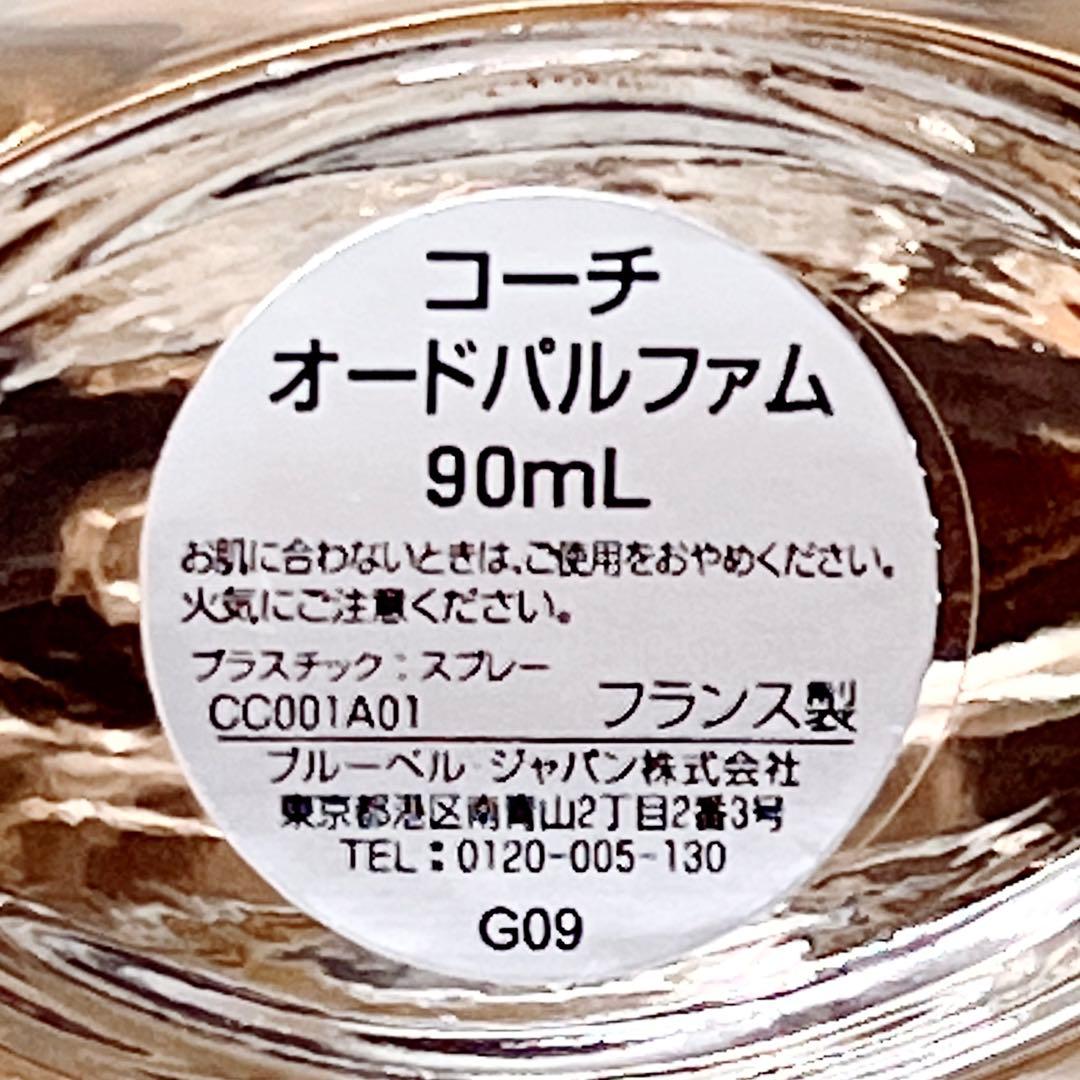 コーチ
オードパルファム
90mL
お肌に合わないときは、ご使用をおやめください。
火気にご注意ください。
プラスチック：スプレー
CC001A01 フランス製
ブルーベル ジャパン株式会社
東京都港区南青山2丁目2番3号
TEL：0120-005-130
G09